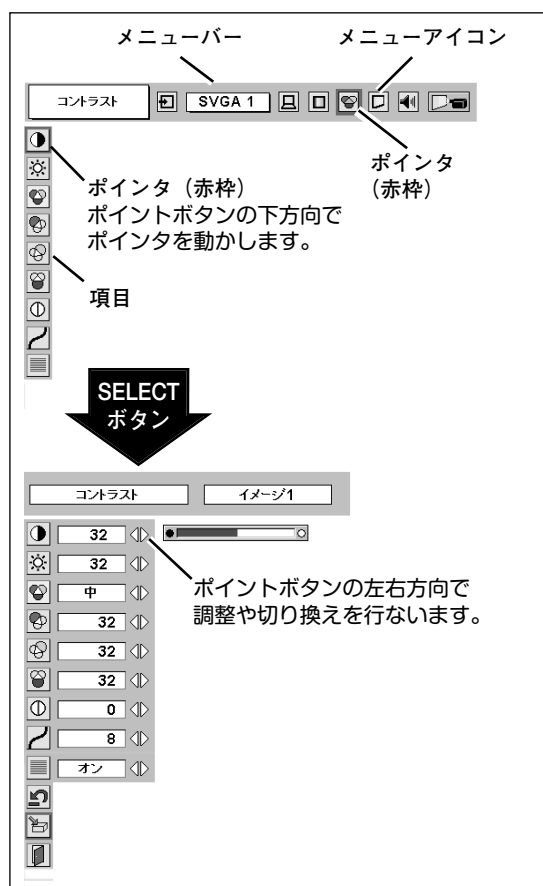 メニューバー
メニューアイコン
コントラスト
SVGA 1
ポインタ
(赤枠)
ポインタ（赤枠）
ポイントボタンの下方向で
ポインタを動かします。
項目
SELECT
ボタン
コントラスト
イメージ1
32
32
中
32
32
32
0
8
オン
ポイントボタンの左右方向で
調整や切り換えを行ないます。